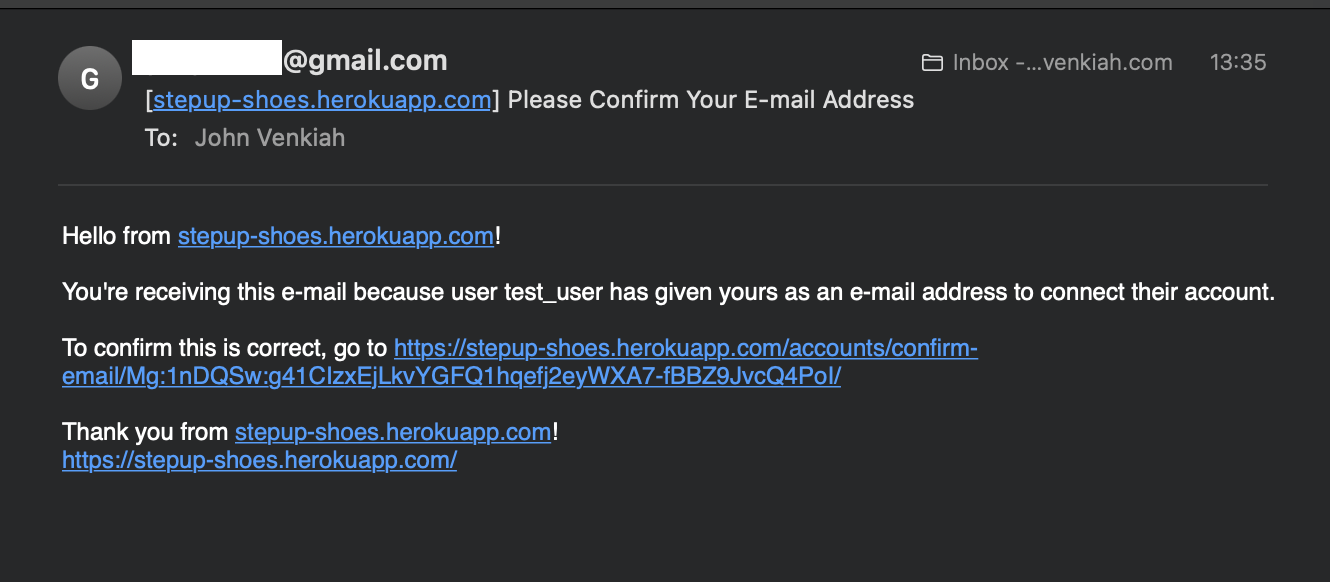 G
@gmail.com
Inbox -...venkiah.com 13:35
[stepup-shoes.herokuapp.com] Please Confirm Your E-mail Address
To: John Venkiah
Hello from stepup-shoes.herokuapp.com!
You're receiving this e-mail because user test_user has given yours as an e-mail address to connect their account.
To confirm this is correct, go to https://stepup-shoes.herokuapp.com/accounts/confirm-
email/Mg:1nDQSw:g41CIzxEjLkvYGFQ1hqefj2eyWXA7-fBBZ9JvcQ4PoI/
Thank you from stepup-shoes.herokuapp.com!
https://stepup-shoes.herokuapp.com/